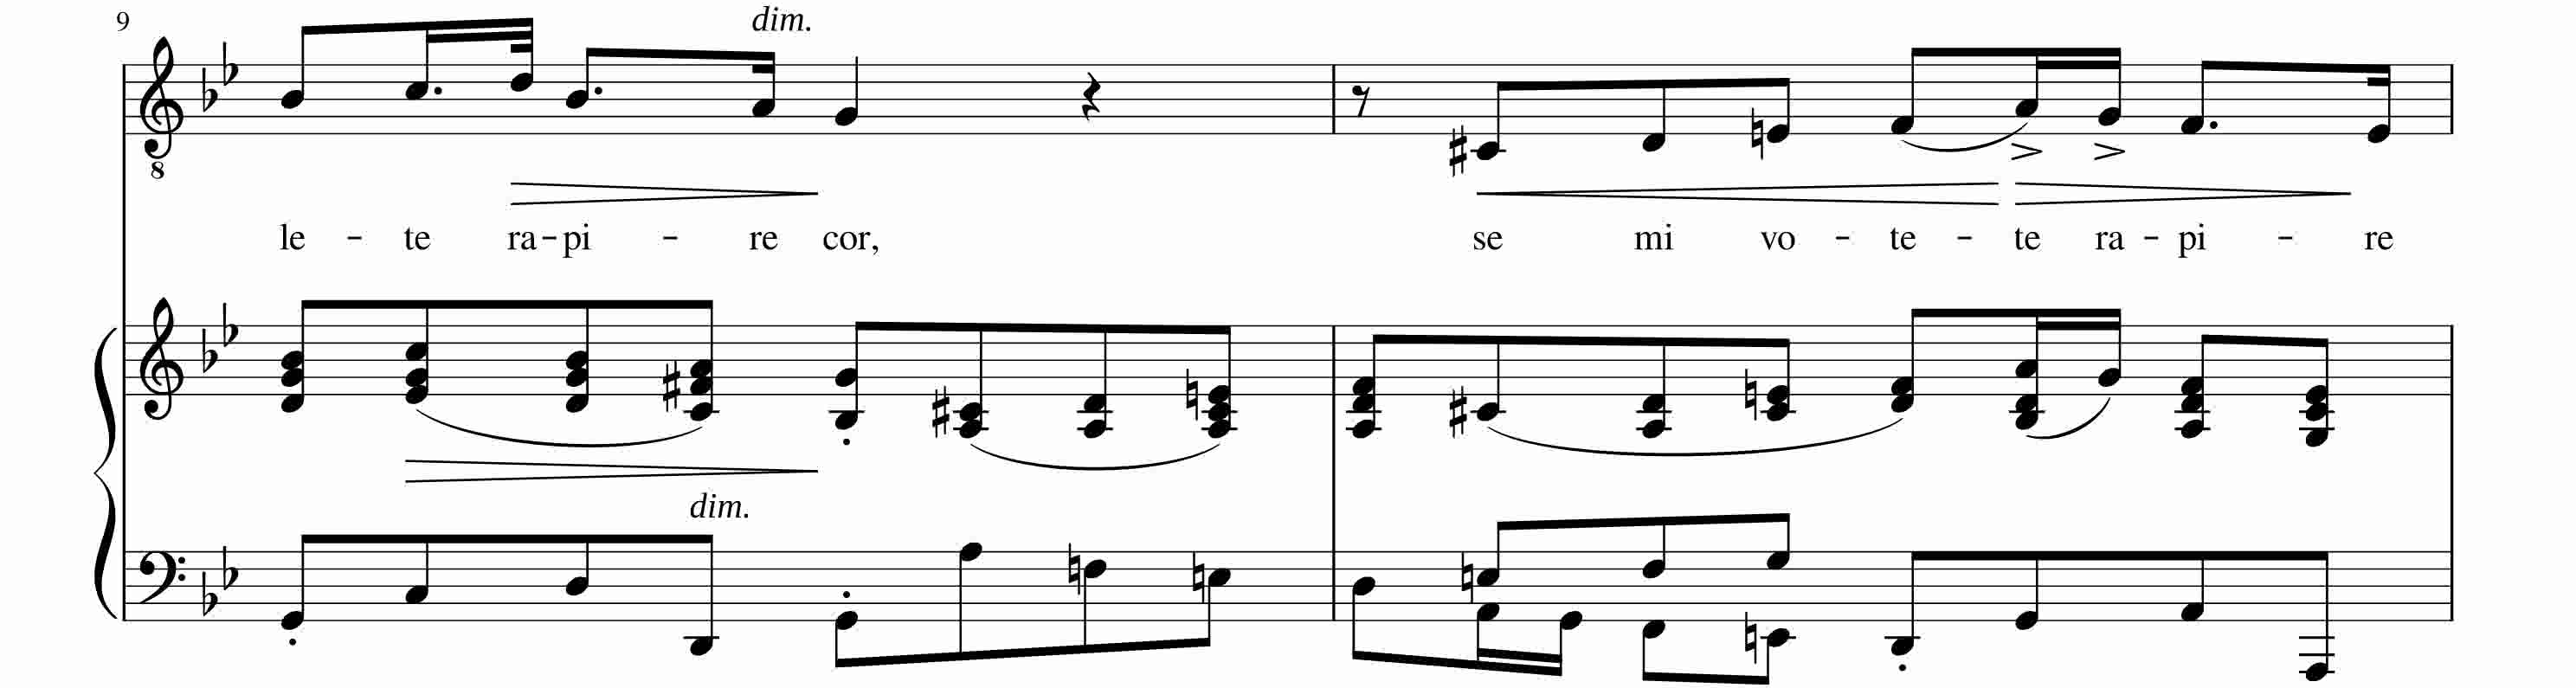 9
dim.
8
le - te ra - pi - re cor, se mi vo - te - te ra - pi - re
dim.